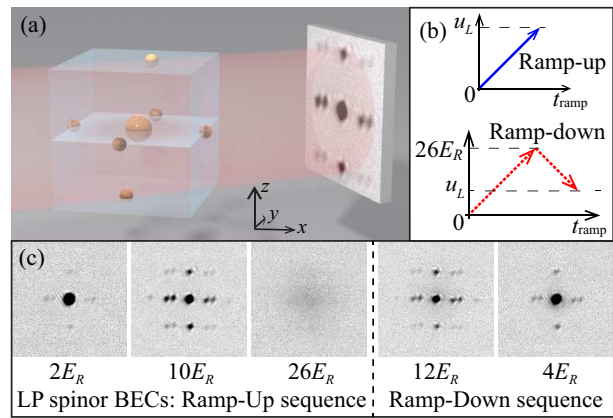 (a)
z
y
x
(b)
u_L
Ramp-up
0
t_ramp
Ramp-down
26E_R
u_L
0
t_ramp
(c)
2E_R 10E_R 26E_R 12E_R 4E_R
LP spinor BECs: Ramp-Up sequence Ramp-Down sequence